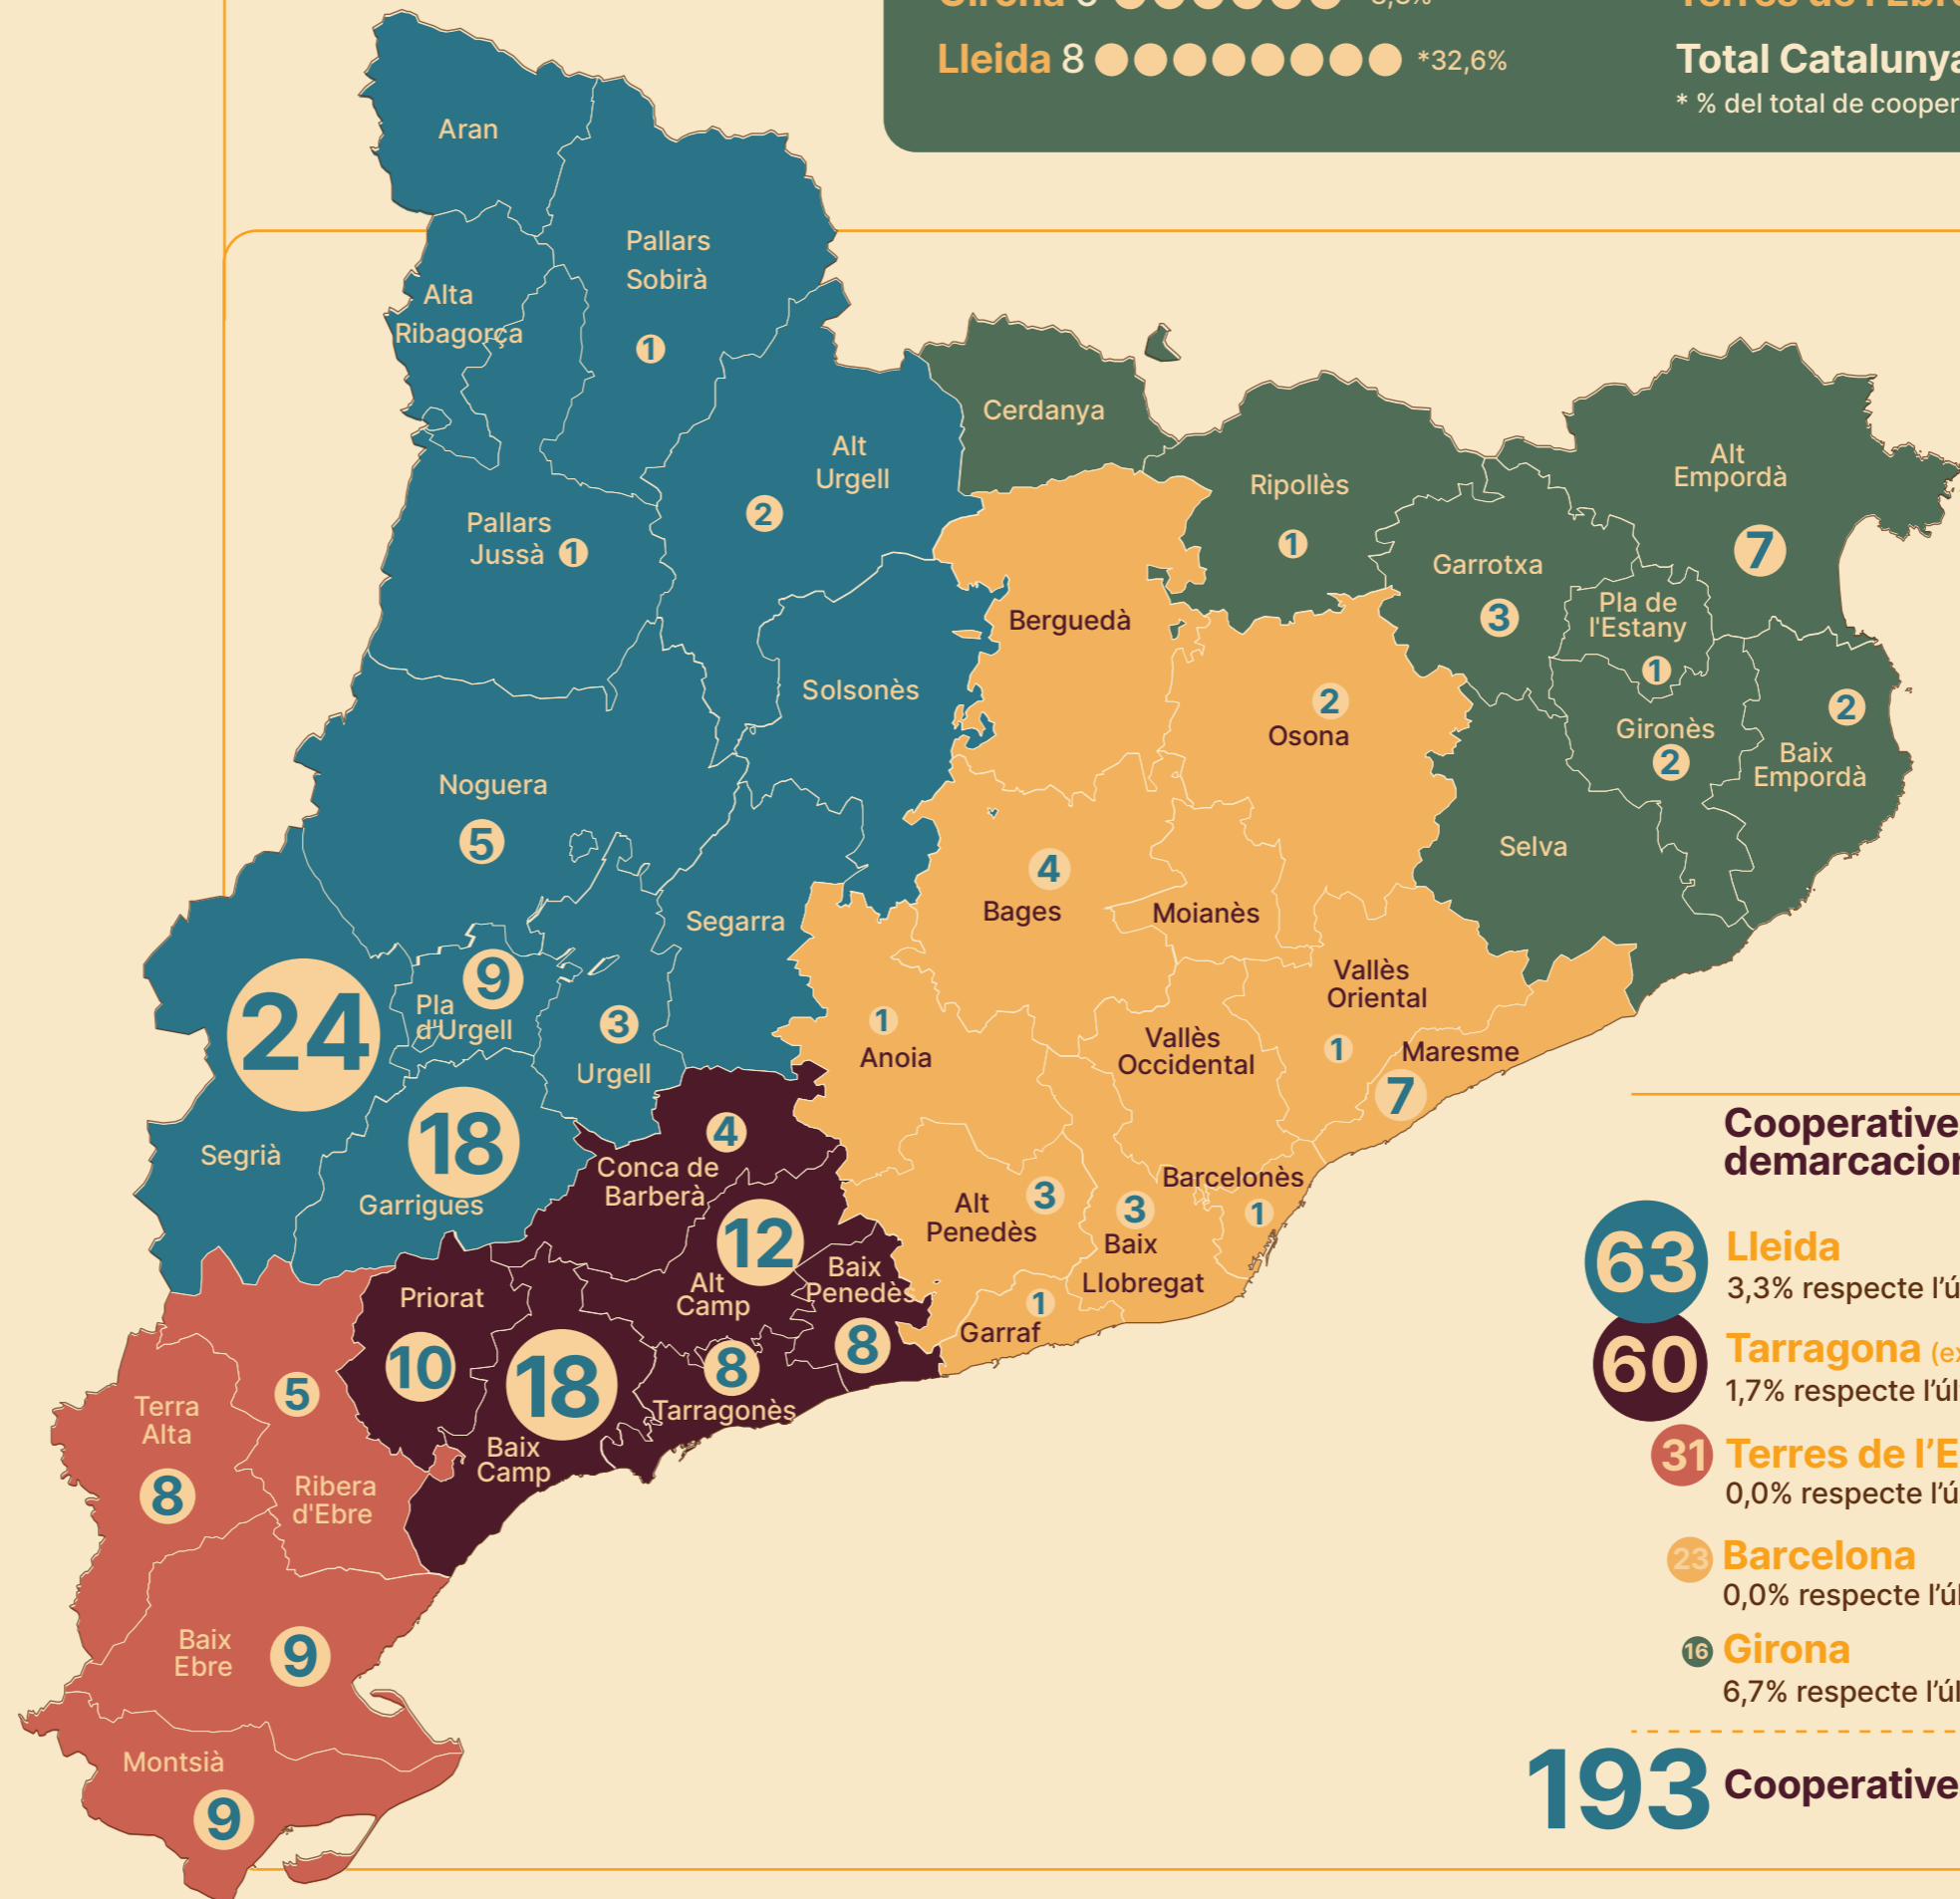 Lleida 8 *32,6%
Total Catalunya
Aran
Pallars
Sobirà
1
Alta
Ribagorça
Cerdanya
Alt
Urgell
2
Pallars
Jussà 1
Ripollès
1
Alt
Empordà
7
Garrotxa
3
Pla de
l'Estany
1
Berguedà
Solsonès
2
Osona
Gironès
2
2
Baix
Empordà
Noguera
5
Selva
4
Bages
Moianès
Segarra
24
Segrià
9
Pla
d'Urgell
3
Urgell
1
Anoia
Vallès
Oriental
1
Vallès
Occidental
Maresme
7
18
Garrigues
4
Conca de
Barberà
12
Alt
Camp
Alt
Penedès
3
3
Baix
Llobregat
Barcelonès
1
Baix
Penedès
8
1
Garraf
Priorat
10
18
Baix
Camp
8
Tarragonès
5
Ribera
d'Ebre
Terra
Alta
8
Baix
Ebre
9
Montsià
9
63 Lleida
3,3% respecte l'ú
60 Tarragona
1,7% respecte l'úl
31 Terres de l'E
0,0% respecte l'ú
23 Barcelona
0,0% respecte l'úl
16 Girona
6,7% respecte l'úl
193 Cooperative
* % del total de cooper
Cooperative
demarcacion